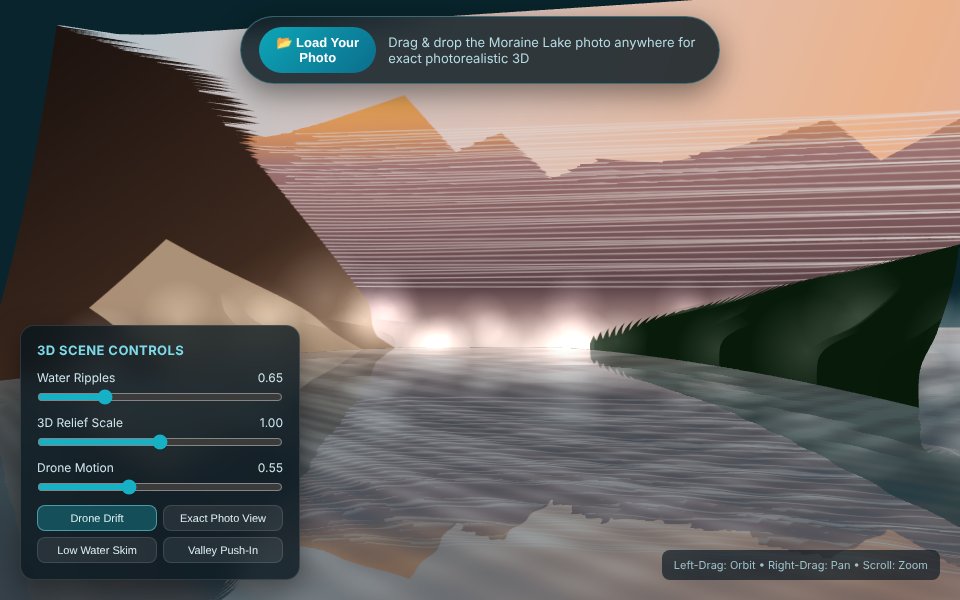 📂 Load Your
Photo
Drag & drop the Moraine Lake photo anywhere for
exact photorealistic 3D
3D SCENE CONTROLS
Water Ripples 0.65
3D Relief Scale 1.00
Drone Motion 0.55
Drone Drift Exact Photo View
Low Water Skim Valley Push-In
Left-Drag: Orbit • Right-Drag: Pan • Scroll: Zoom